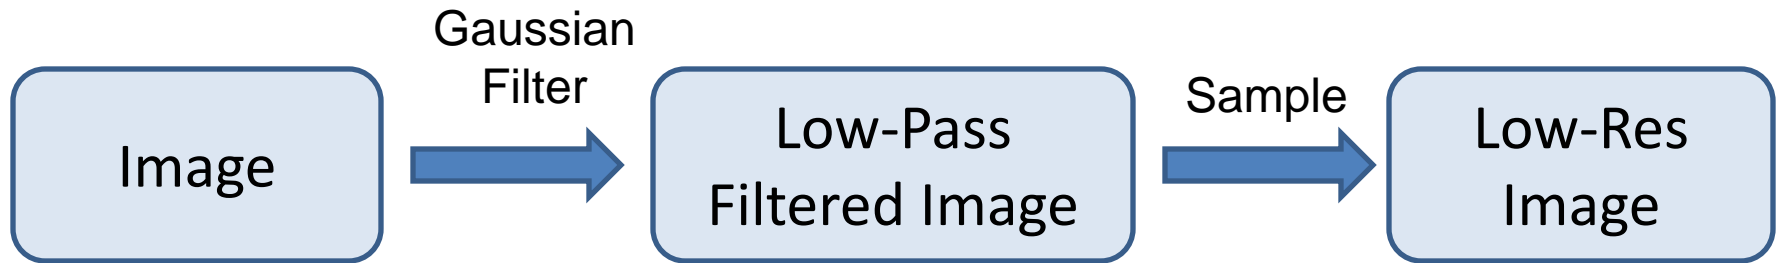 Image
Gaussian
Filter
Low-Pass
Filtered Image
Sample
Low-Res
Image